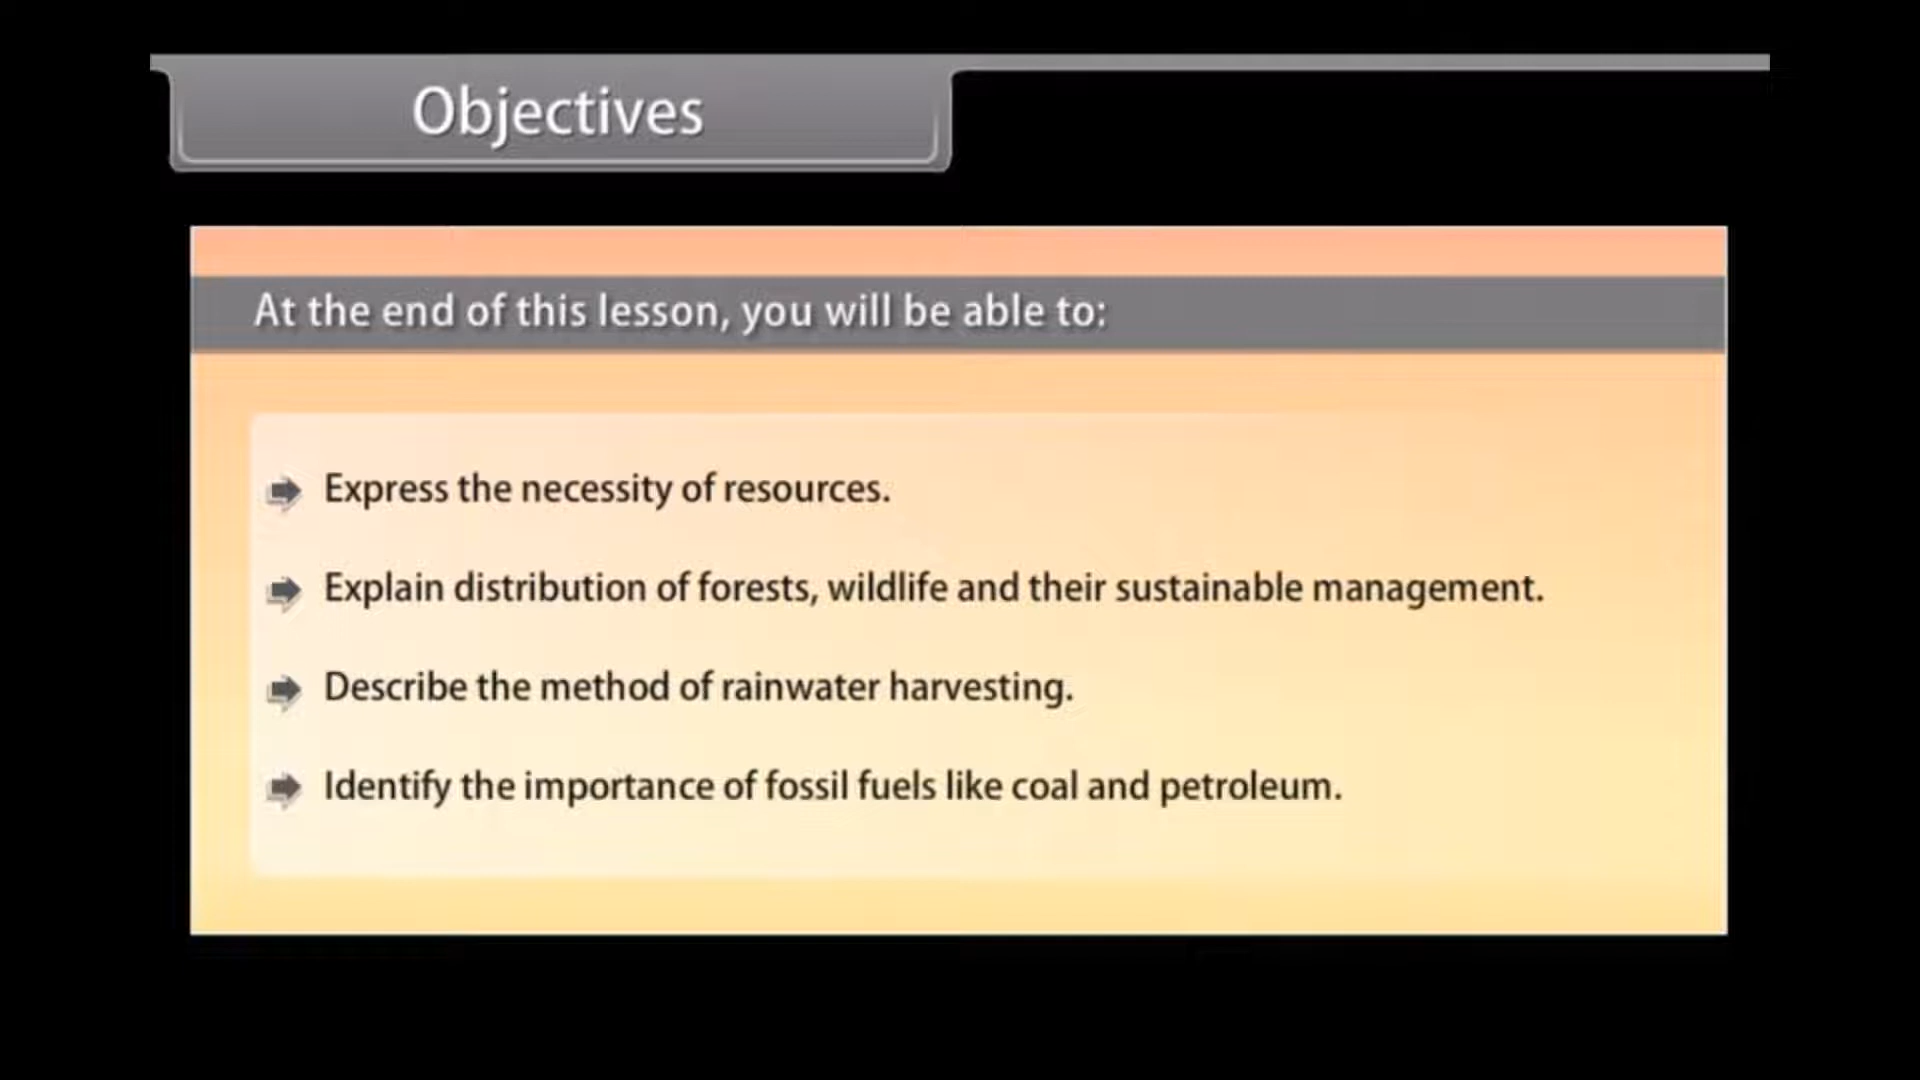 Objectives
At the end of this lesson, you will be able to:
Express the necessity of resources.
Explain distribution of forests, wildlife and their sustainable management.
Describe the method of rainwater harvesting.
Identify the importance of fossil fuels like coal and petroleum.